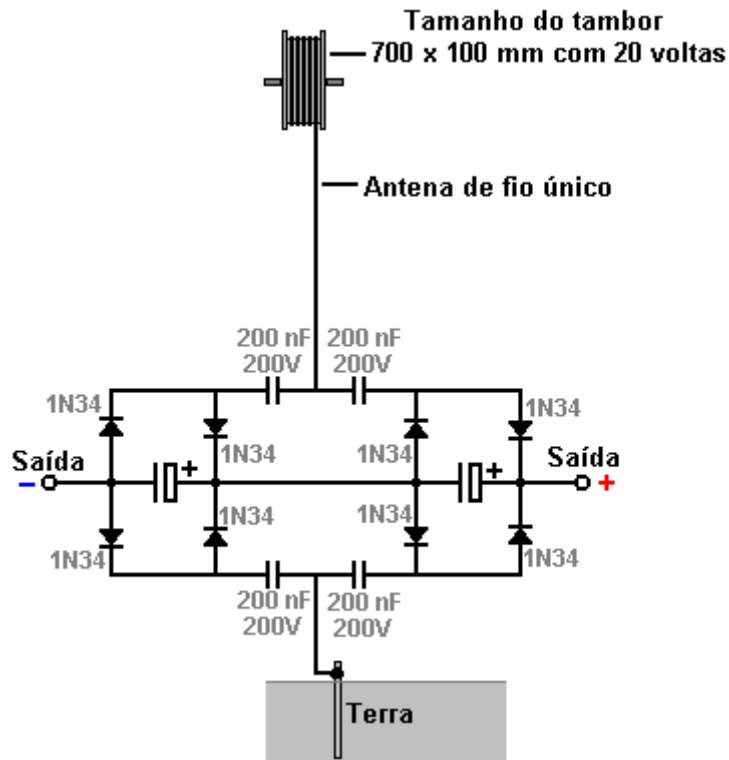 Tamanho do tambor
700 x 100 mm com 20 voltas
Antena de fio único
200 nF 200 nF
200V 200V
1N34 1N34
1N34 1N34
Saída + + Saída
– +
1N34 1N34
1N34 1N34
200 nF 200 nF
200V 200V
Terra